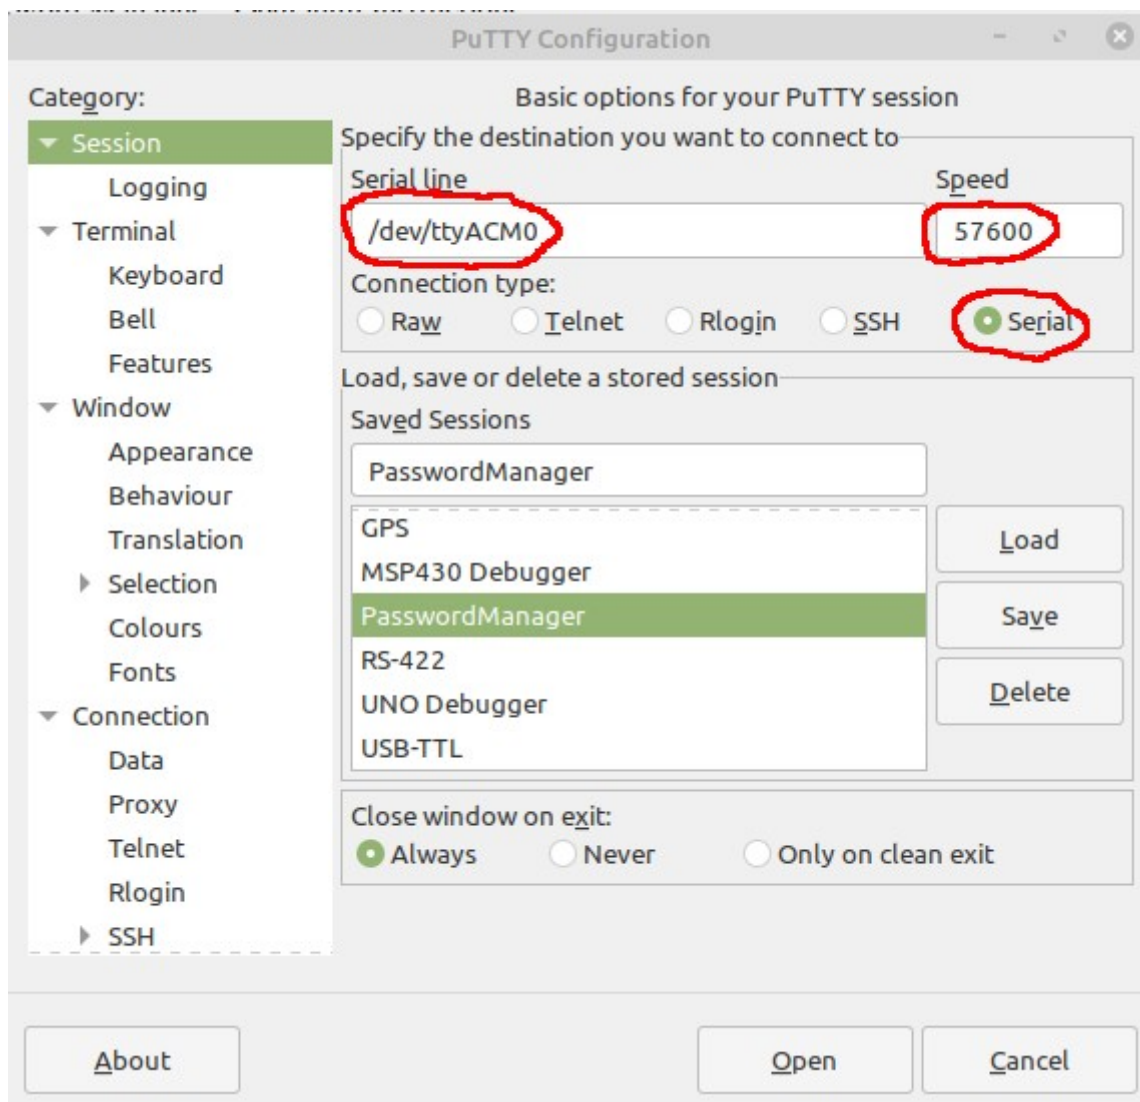 PuTTY Configuration
Category:
Session
Logging
Terminal
Keyboard
Bell
Features
Window
Appearance
Behaviour
Translation
Selection
Colours
Fonts
Connection
Data
Proxy
Telnet
Rlogin
SSH
Basic options for your PuTTY session
Specify the destination you want to connect to
Serial line Speed
/dev/ttyACM0 57600
Connection type:
Raw Telnet Rlogin SSH Serial
Load, save or delete a stored session
Saved Sessions
PasswordManager
GPS
MSP430 Debugger
PasswordManager
RS-422
UNO Debugger
USB-TTL
Load
Save
Delete
Close window on exit:
Always Never Only on clean exit
About Open Cancel